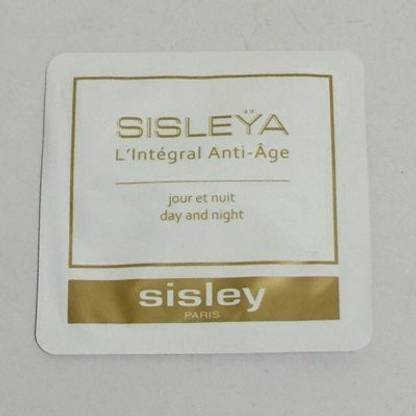 SISLEŸA
L'Intégral Anti-Âge
jour et nuit
day and night
sisley
PARIS